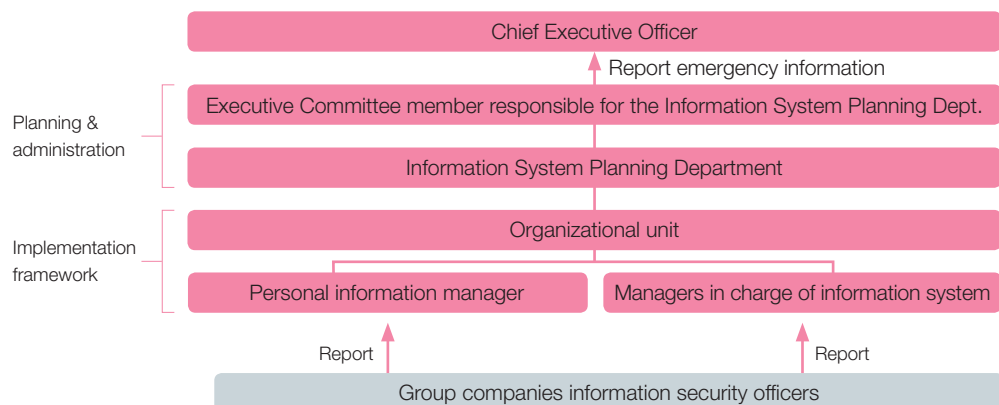 Chief Executive Officer
Report emergency information
Executive Committee member responsible for the Information System Planning Dept.
Planning &
administration
Information System Planning Department
Organizational unit
Implementation
framework
Personal information manager
Managers in charge of information system
Report
Report
Group companies information security officers